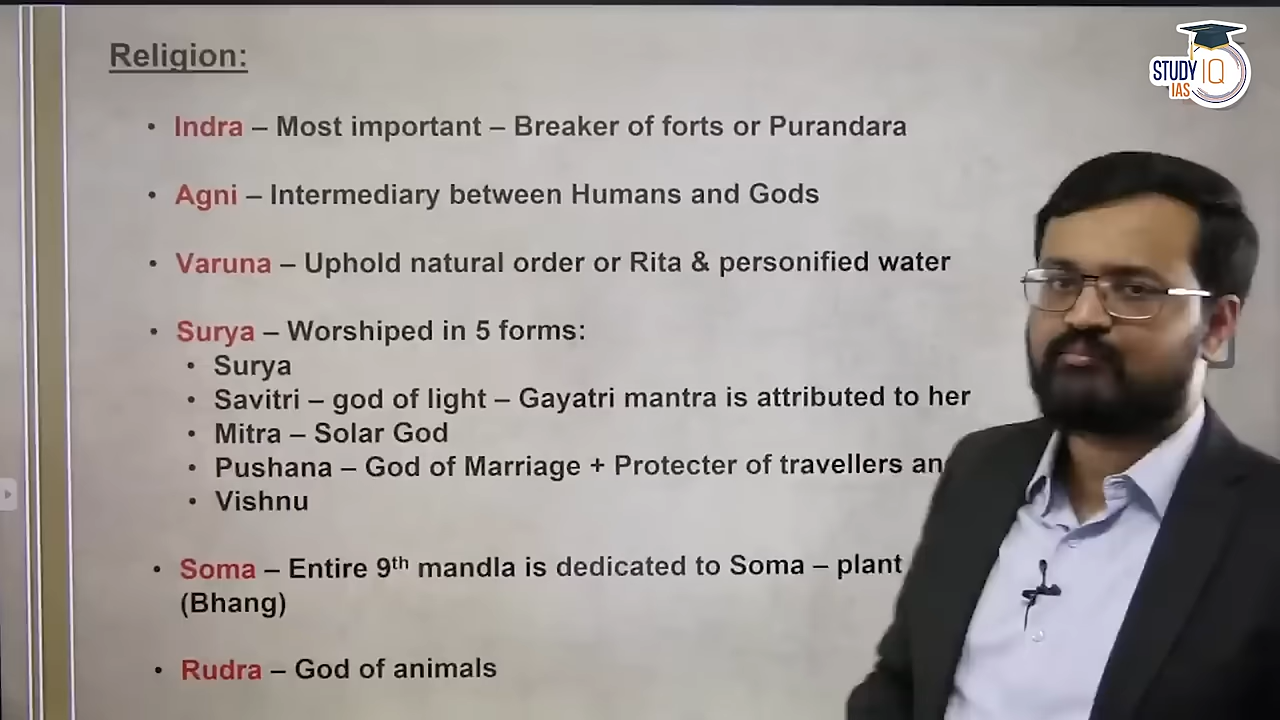 STUDY IQ
IAS
Religion:
• Indra – Most important – Breaker of forts or Purandara
• Agni – Intermediary between Humans and Gods
• Varuna – Uphold natural order or Rita & personified water
• Surya – Worshiped in 5 forms:
• Surya
• Savitri – god of light – Gayatri mantra is attributed to her
• Mitra – Solar God
• Pushana – God of Marriage + Protecter of travellers
• Vishnu
• Soma – Entire 9th mandla is dedicated to Soma – plant
(Bhang)
• Rudra – God of animals